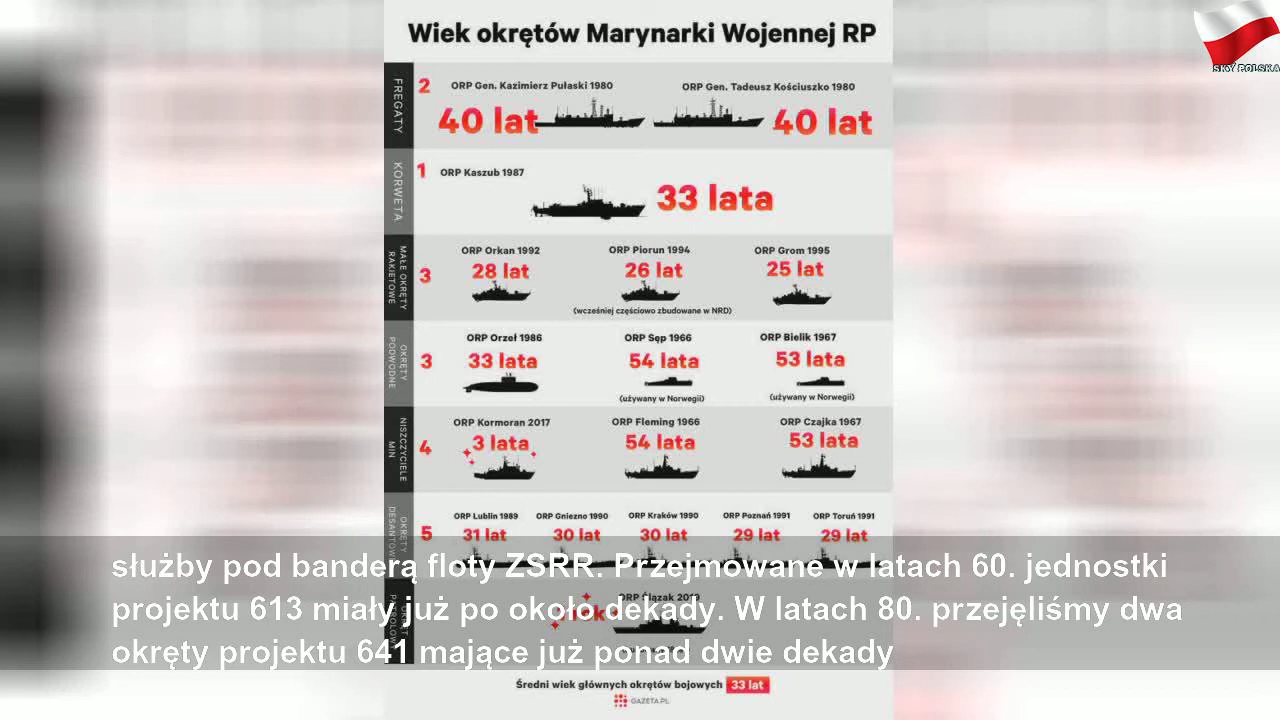 Wiek okrętów Marynarki Wojennej RP
SKY POLSKA
FREGATY
2
ORP Gen. Kazimierz Pułaski 1980
ORP Gen. Tadeusz Kościuszko 1980
40 lat
40 lat
KORWETA
1
ORP Kaszub 1987
33 lata
MAŁE OKRĘTY
RAKIETOWE
3
ORP Orkan 1992
ORP Piorun 1994
ORP Grom 1995
28 lat
26 lat
25 lat
(wcześniej częściowo zbudowane w NRD)
OKRĘTY
PODWODNE
3
ORP Orzeł 1986
ORP Sęp 1966
ORP Bielik 1967
33 lata
54 lata
53 lata
(używany w Norwegii)
(używany w Norwegii)
NISZCZYCIELE
MIN
4
ORP Kormoran 2017
ORP Fleming 1966
ORP Czajka 1967
3 lata
54 lata
53 lata
OKRĘTY
5
ORP Lublin 1989
ORP Gniezno 1990
ORP Kraków 1990
ORP Poznań 1991
ORP Toruń 1991
31 lat
30 lat
30 lat
29 lat
29 lat
służby pod banderą floty ZSRR. Przejmowane w latach 60. jednostki
projektu 613 miały już po około dekady. W latach 80. przejęliśmy dwa
okręty projektu 641 mające już ponad dwie dekady
ORP Ślązak 2019
Średni wiek głównych okrętów bojowych 33 lat
GAZETA.PL